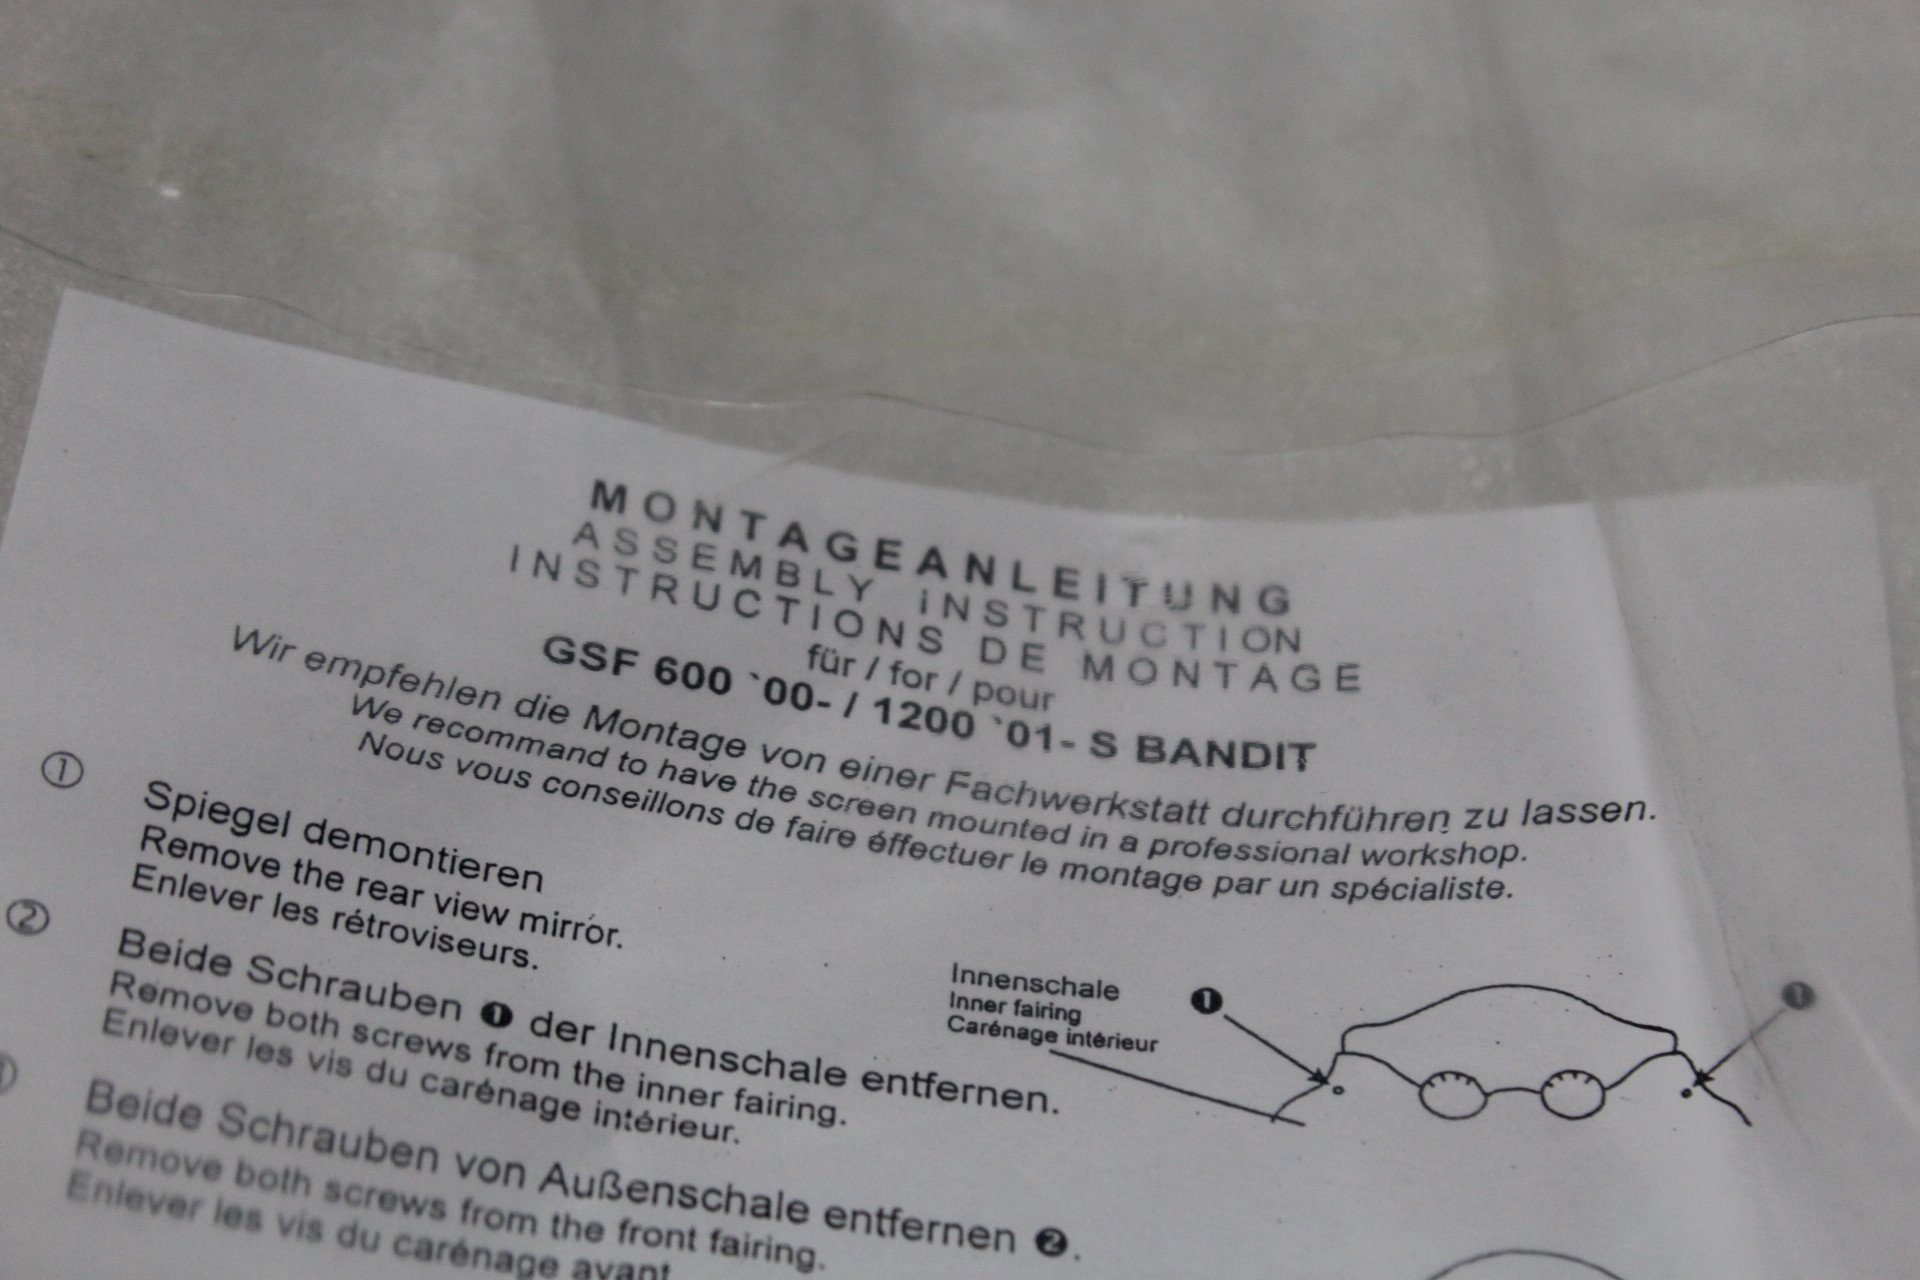 MONTAGEANLEITUNG
ASSEMBLY INSTRUCTION
INSTRUCTIONS DE MONTAGE
für / for / pour
GSF 600 `00- / 1200 `01- S BANDIT
Wir empfehlen die Montage von einer Fachwerkstatt durchführen zu lassen.
We recommand to have the screen mounted in a professional workshop.
Nous vous conseillons de faire éffectuer le montage par un spécialiste.
① Spiegel demontieren
Remove the rear view mirror.
Enlever les rétroviseurs.
② Beide Schrauben ❶ der Innenschale entfernen.
Remove both screws from the inner fairing.
Enlever les vis du carénage intérieur.
Innenschale
Inner fairing
Carénage intérieur
❶ ❶
Beide Schrauben von Außenschale entfernen ❷.
Remove both screws from the front fairing.
Enlever les vis du carénage avant